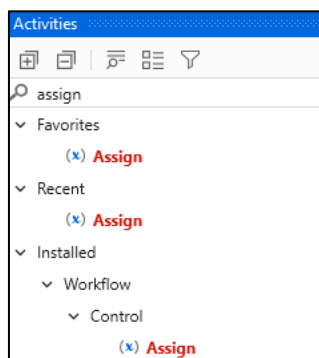 Activities
assign
Favorites
(x) Assign
Recent
(x) Assign
Installed
Workflow
Control
(x) Assign